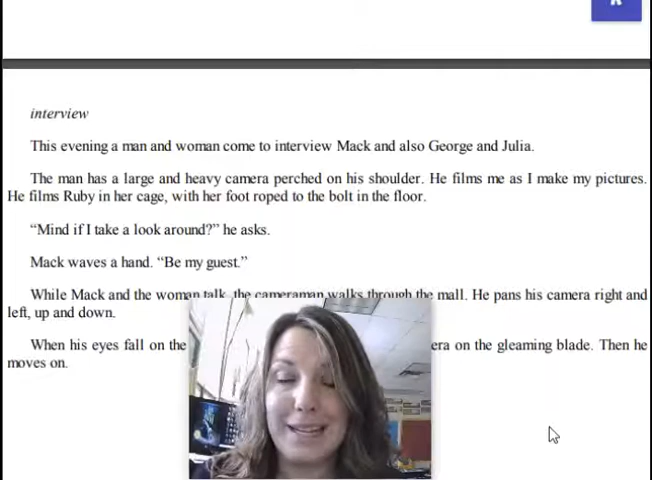 interview
This evening a man and woman come to interview Mack and also George and Julia.
The man has a large and heavy camera perched on his shoulder. He films me as I make my pictures.
He films Ruby in her cage, with her foot roped to the bolt in the floor.
“Mind if I take a look around?” he asks.
Mack waves a hand. “Be my guest.”
While Mack and the woman talk, the cameraman walks through the mall. He pans his camera right and
left, up and down.
When his eyes fall on the era on the gleaming blade. Then he
moves on.